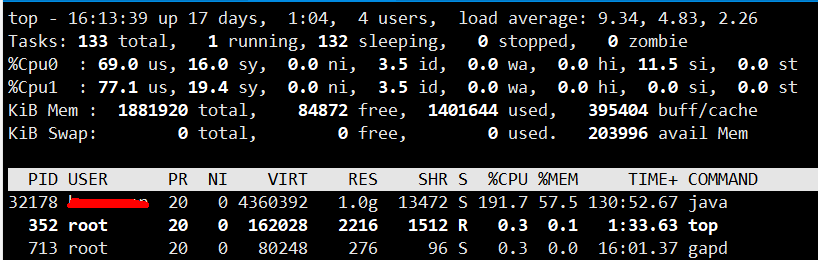 top - 16:13:39 up 17 days,  1:04,  4 users,  load average: 9.34, 4.83, 2.26
Tasks: 133 total,   1 running, 132 sleeping,   0 stopped,   0 zombie
%Cpu0  : 69.0 us, 16.0 sy,  0.0 ni,  3.5 id,  0.0 wa,  0.0 hi, 11.5 si,  0.0 st
%Cpu1  : 77.1 us, 19.4 sy,  0.0 ni,  3.5 id,  0.0 wa,  0.0 hi,  0.0 si,  0.0 st
KiB Mem :  1881920 total,    84872 free,  1401644 used,   395404 buff/cache
KiB Swap:        0 total,        0 free,        0 used.   203996 avail Mem
PID USER      PR  NI    VIRT    RES    SHR S  %CPU %MEM     TIME+ COMMAND
32178           20   0 4360392   1.0g  13472 S 191.7 57.5 130:52.67 java
352 root      20   0  162028   2216   1512 R   0.3  0.1   1:33.63 top
713 root      20   0   80248    276     96 S   0.3  0.0  16:01.37 gapd